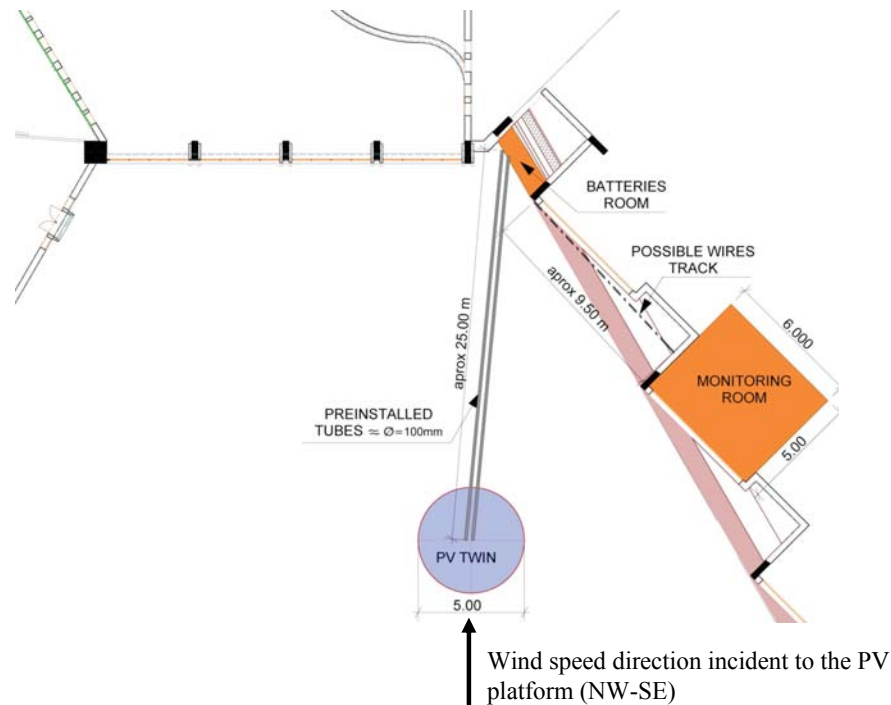 BATTERIES
ROOM
POSSIBLE WIRES
TRACK
aprox 9.50 m
aprox 25.00 m
6.000
MONITORING
ROOM
5.00
PREINSTALLED
TUBES ≈ Ø=100mm
PV TWIN
5.00
Wind speed direction incident to the PV
platform (NW-SE)